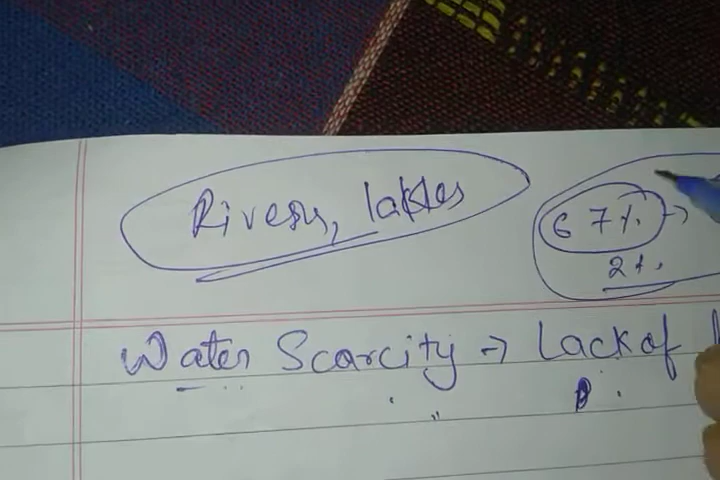 Rivers, lakes
67% →
2%.
Water Scarcity → Lack of